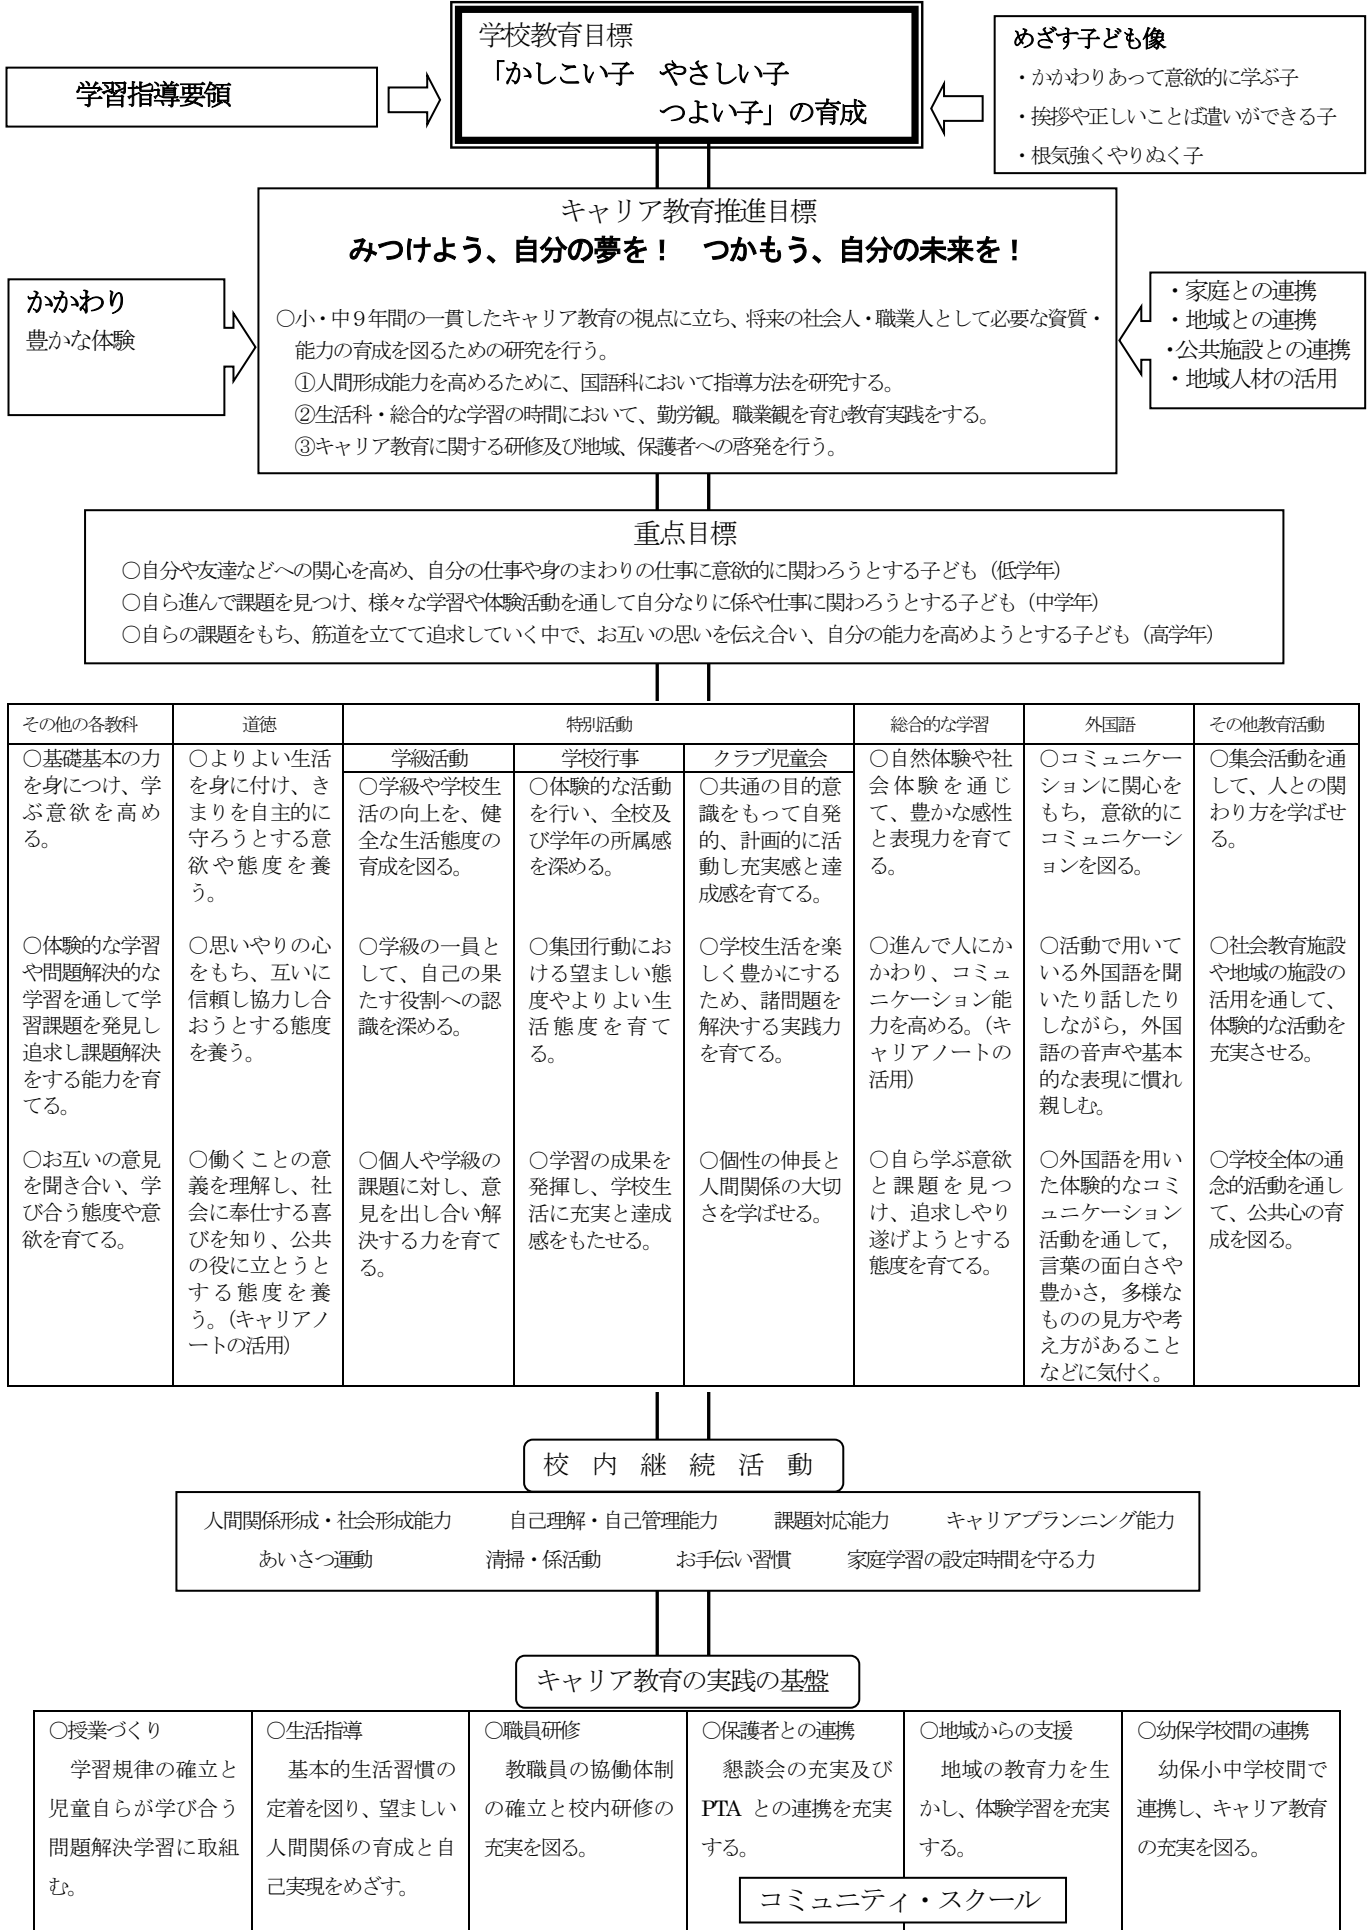 学校教育目標
「かしこい子　やさしい子
つよい子」の育成
学習指導要領
めざす子ども像
・かかわりあって意欲的に学ぶ子
・挨拶や正しいことば遣いができる子
・根気強くやりぬく子
キャリア教育推進目標
みつけよう、自分の夢を！　つかもう、自分の未来を！
○小・中９年間の一貫したキャリア教育の視点に立ち、将来の社会人・職業人として必要な資質・
能力の育成を図るための研究を行う。
①人間形成能力を高めるために、国語科において指導方法を研究する。
②生活科・総合的な学習の時間において、勤労観。職業観を育む教育実践をする。
③キャリア教育に関する研修及び地域、保護者への啓発を行う。
かかわり
豊かな体験
・家庭との連携
・地域との連携
・公共施設との連携
・地域人材の活用
重点目標
○自分や友達などへの関心を高め、自分の仕事や身のまわりの仕事に意欲的に関わろうとする子ども（低学年）
○自ら進んで課題を見つけ、様々な学習や体験活動を通して自分なりに係や仕事に関わろうとする子ども（中学年）
○自らの課題をもち、筋道を立てて追求していく中で、お互いの思いを伝え合い、自分の能力を高めようとする子ども（高学年）
その他の各教科
○基礎基本の力
を身につけ、学
ぶ意欲を高め
る。
○体験的な学習
や問題解決的な
学習を通して学
習課題を発見し
追求し課題解決
をする能力を育
てる。
○お互いの意見
を聞き合い、学
び合う態度や意
欲を育てる。
道徳
○よりよい生活
を身に付け、き
まりを自主的に
守ろうとする意
欲や態度を養
う。
○思いやりの心
をもち、互いに
信頼し協力し合
おうとする態度
を養う。
○働くことの意
義を理解し、社
会に奉仕する喜
びを知り、公共
の役に立とうと
する態度を養
う。（キャリアノ
ートの活用）
特別活動
学級活動
○学級や学校生
活の向上を、健
全な生活態度の
育成を図る。
○学級の一員と
して、自己の果
たす役割への認
識を深める。
○個人や学級の
課題に対し、意
見を出し合い解
決する力を育て
る。
学校行事
○体験的な活動
を行い、全校及
び学年の所属感
を深める。
○集団行動にお
ける望ましい態
度やよりよい生
活態度を育て
る。
○学習の成果を
発揮し、学校生
活に充実と達成
感をもたせる。
クラブ児童会
○共通の目的意
識をもって自発
的、計画的に活
動し充実感と達
成感を育てる。
○学校生活を楽
しく豊かにする
ため、諸問題を
解決する実践力
を育てる。
○個性の伸長と
人間関係の大切
さを学ばせる。
総合的な学習
○自然体験や社
会体験を通じ
て、豊かな感性
と表現力を育て
る。
○進んで人にか
かわり、コミュ
ニケーション能
力を高める。（キ
ャリアノートの
活用）
○自ら学ぶ意欲
と課題を見つ
け、追求しやり
遂げようとする
態度を育てる。
外国語
○コミュニケー
ションに関心を
もち，意欲的に
コミュニケーシ
ョンを図る。
○活動で用いて
いる外国語を聞
いたり話したり
しながら，外国
語の音声や基本
的な表現に慣れ
親しむ。
○外国語を用い
た体験的なコミ
ュニケーション
活動を通して，
言葉の面白さや
豊かさ，多様な
ものの見方や考
え方があること
などに気付く。
その他教育活動
○集会活動を通
して、人との関
わり方を学ばせ
る。
○社会教育施設
や地域の施設の
活用を通して、
体験的な活動を
充実させる。
○学校全体の通
念的活動を通し
て、公共心の育
成を図る。
校内継続活動
人間関係形成・社会形成能力　自己理解・自己管理能力　課題対応能力　キャリアプランニング能力
あいさつ運動　清掃・係活動　お手伝い習慣　家庭学習の設定時間を守る力
キャリア教育の実践の基盤
○授業づくり
学習規律の確立と
児童自らが学び合う
問題解決学習に取組
む。
○生活指導
基本的生活習慣の
定着を図り、望ましい
人間関係の育成と自
己実現をめざす。
○職員研修
教職員の協働体制
の確立と校内研修の
充実を図る。
○保護者との連携
懇談会の充実及び
PTA との連携を充実
する。
○地域からの支援
地域の教育力を生
かし、体験学習を充実
する。
○幼保学校間の連携
幼保小中学校間で
連携し、キャリア教育
の充実を図る。
コミュニティ・スクール